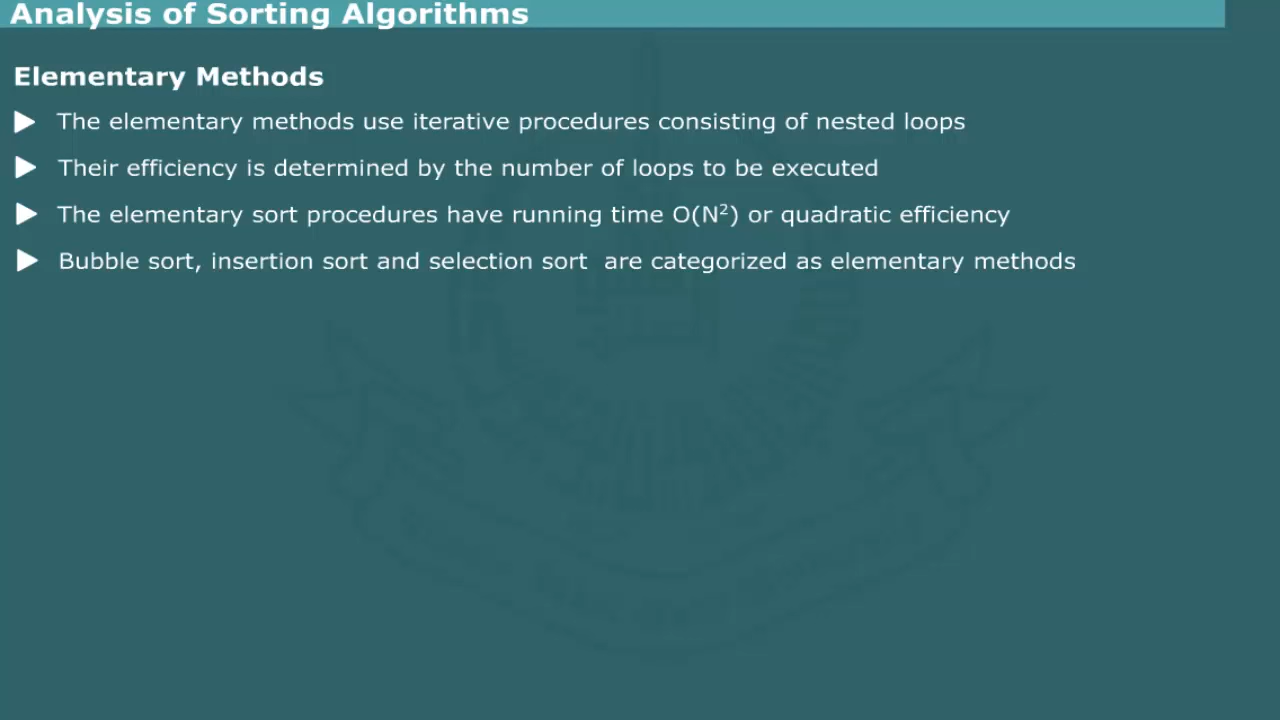 Analysis of Sorting Algorithms
Elementary Methods
The elementary methods use iterative procedures consisting of nested loops
Their efficiency is determined by the number of loops to be executed
The elementary sort procedures have running time O(N²) or quadratic efficiency
Bubble sort, insertion sort and selection sort  are categorized as elementary methods